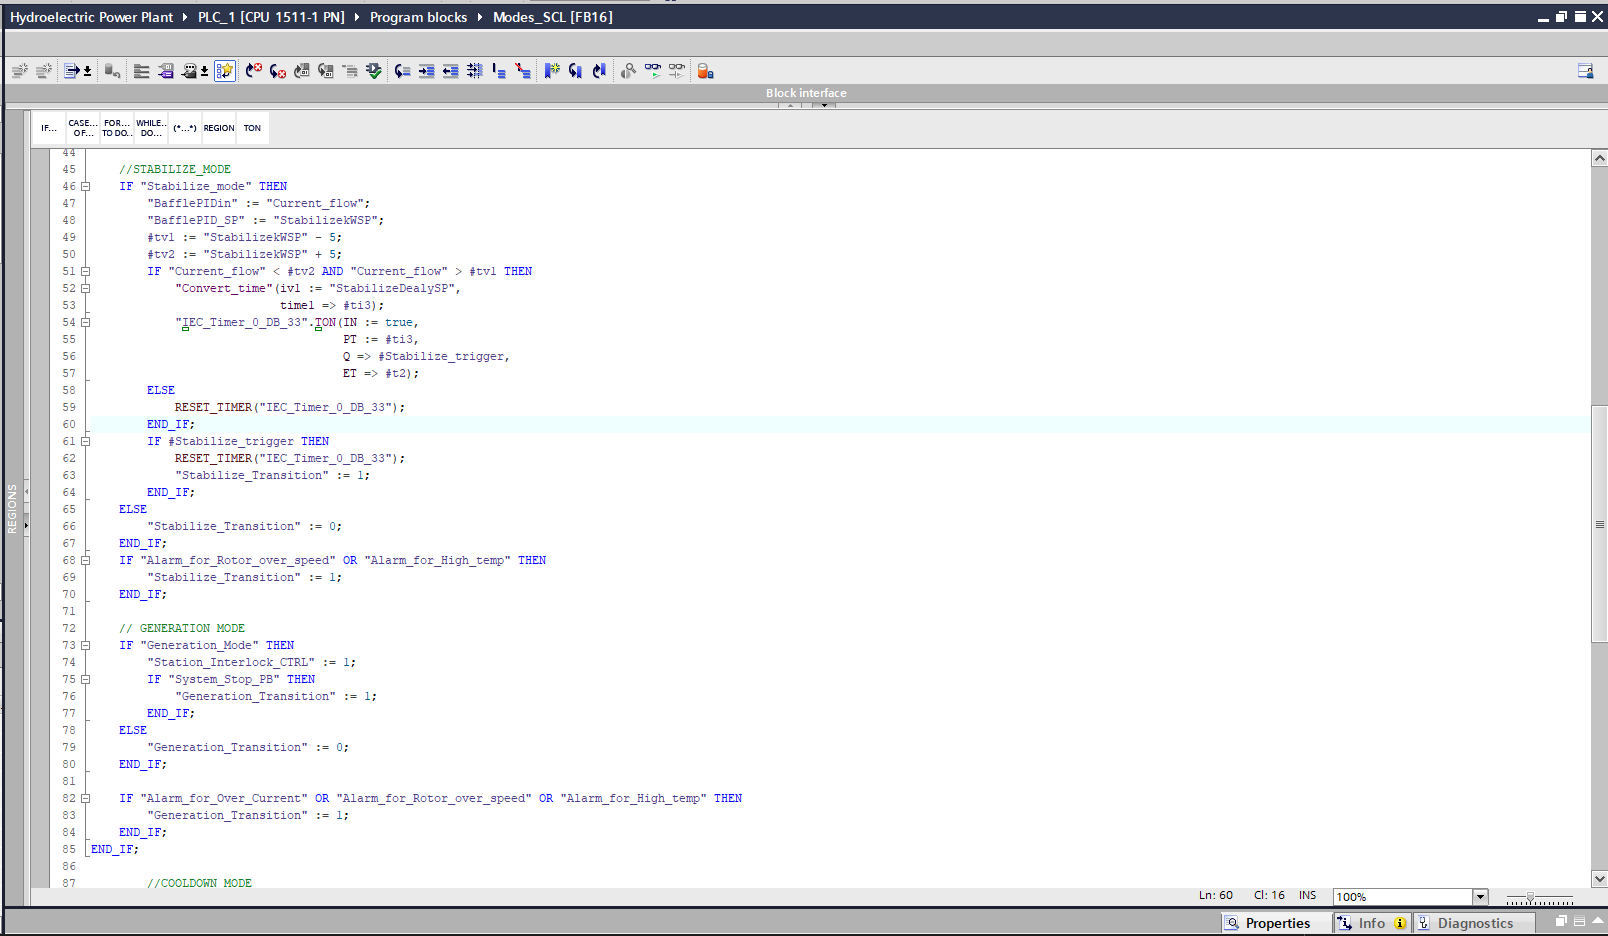 Hydroelectric Power Plant PLC_1 [CPU 1511-1 PN] Program blocks Modes_SCL [FB16]
Block interface
IF... CASE... OF... FOR... TO DO.. WHILE.. DO... (*...*) REGION TON
REGIONS
44
45 //STABILIZE_MODE
46 IF "Stabilize_mode" THEN
47 "BafflePIDin" := "Current_flow";
48 "BafflePID_SP" := "StabilizekWSP";
49 #tv1 := "StabilizekWSP" - 5;
50 #tv2 := "StabilizekWSP" + 5;
51 IF "Current_flow" < #tv2 AND "Current_flow" > #tv1 THEN
52 "Convert_time"(iv1 := "StabilizeDealySP",
53 time1 => #ti3);
54 "IEC_Timer_0_DB_33".TON(IN := true,
55 PT := #ti3,
56 Q => #Stabilize_trigger,
57 ET => #t2);
58 ELSE
59 RESET_TIMER("IEC_Timer_0_DB_33");
60 END_IF;
61 IF #Stabilize_trigger THEN
62 RESET_TIMER("IEC_Timer_0_DB_33");
63 "Stabilize_Transition" := 1;
64 END_IF;
65 ELSE
66 "Stabilize_Transition" := 0;
67 END_IF;
68 IF "Alarm_for_Rotor_over_speed" OR "Alarm_for_High_temp" THEN
69 "Stabilize_Transition" := 1;
70 END_IF;
71
72 // GENERATION MODE
73 IF "Generation_Mode" THEN
74 "Station_Interlock_CTRL" := 1;
75 IF "System_Stop_PB" THEN
76 "Generation_Transition" := 1;
77 END_IF;
78 ELSE
79 "Generation_Transition" := 0;
80 END_IF;
81
82 IF "Alarm_for_Over_Current" OR "Alarm_for_Rotor_over_speed" OR "Alarm_for_High_temp" THEN
83 "Generation_Transition" := 1;
84 END_IF;
85 END_IF;
86
87 //COOLDOWN MODE
Ln: 60 Cl: 16 INS 100%
Properties Info Diagnostics